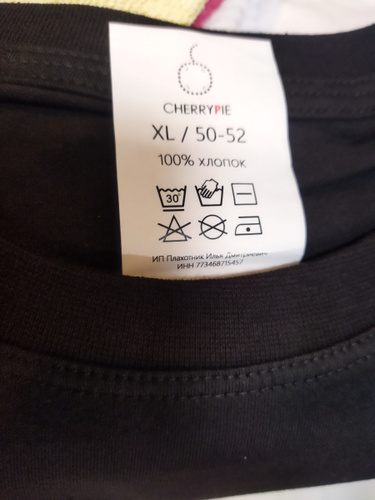 CHERRYPIE
XL / 50-52
100% ХЛОПОК
30°
ИП Плахотник Илья Дмитриевич
ИНН 773468715457